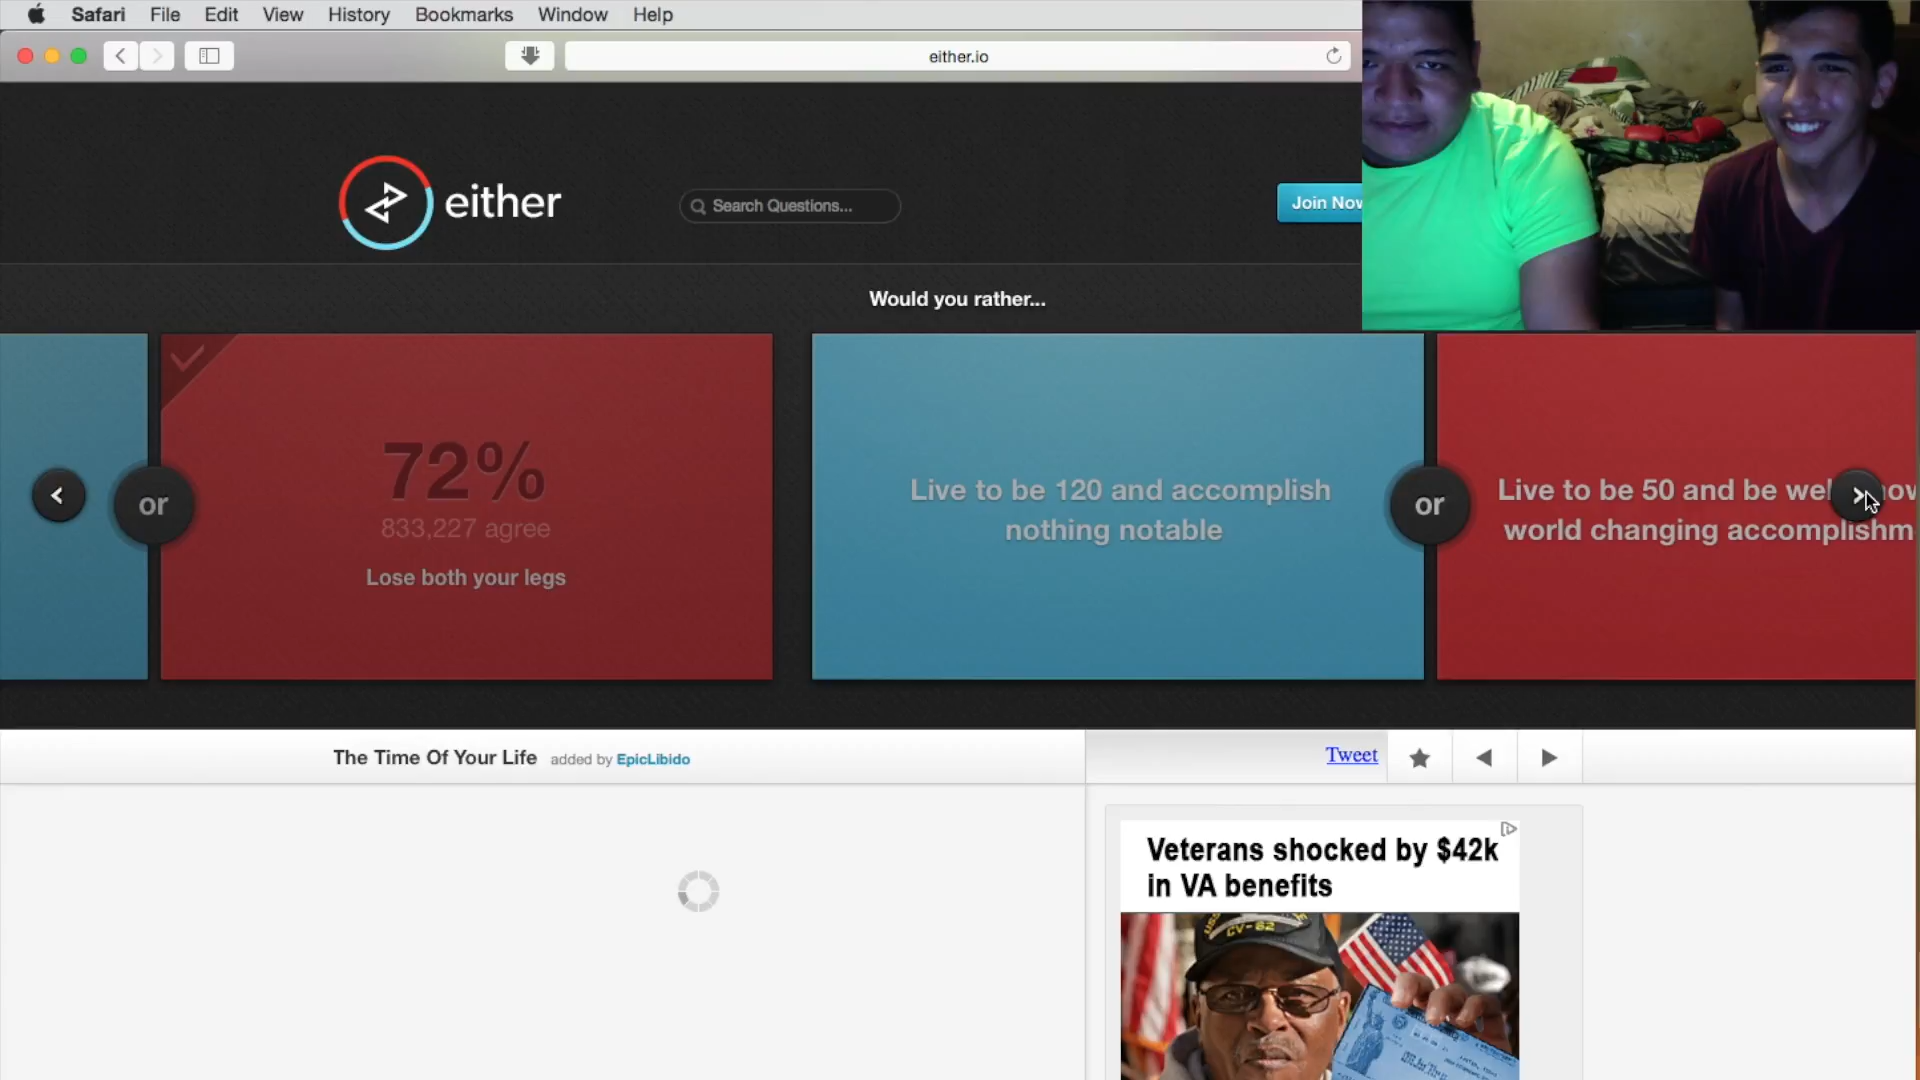 Safari File Edit View History Bookmarks Window Help
either.io
either
Search Questions...
Join Now
Would you rather...
or
72%
833,227 agree
Lose both your legs
Live to be 120 and accomplish
nothing notable
or
Live to be 50 and be
world changing
The Time Of Your Life added by EpicLibido
Tweet
Veterans shocked by $42k
in VA benefits
CV-62